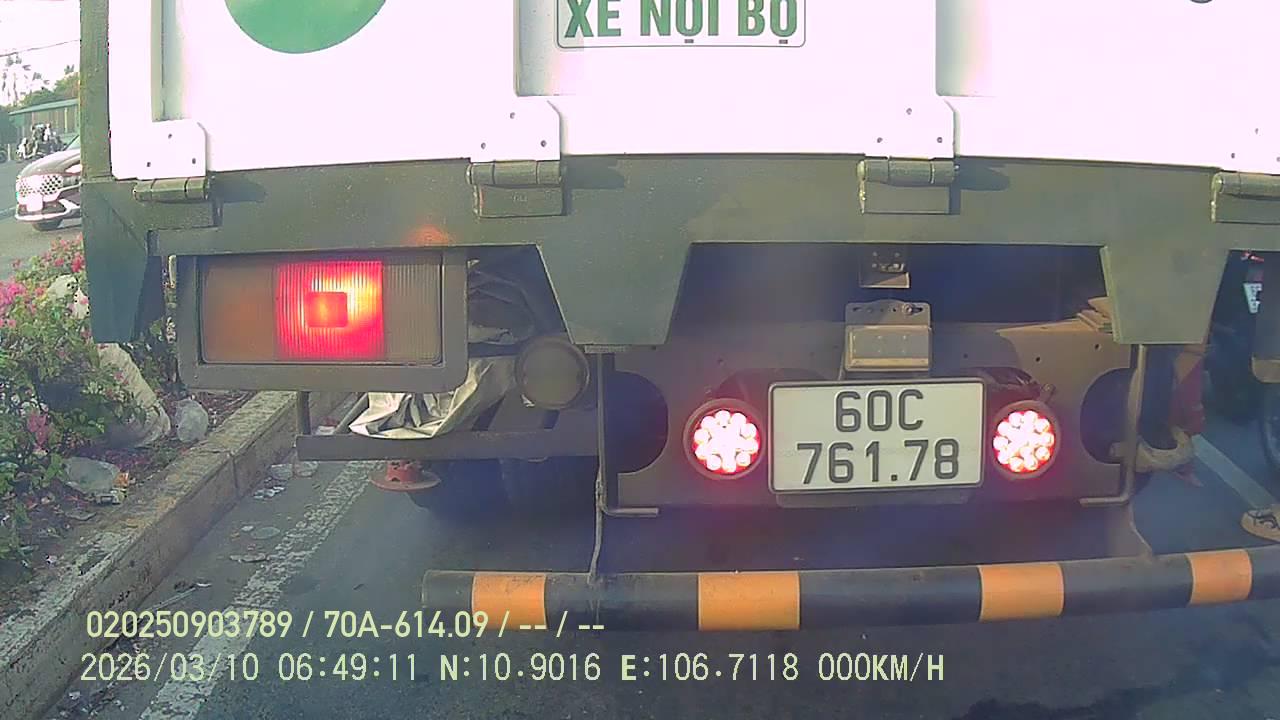 XE NỘI BỘ
60C
761.78
020250903789 / 70A-614.09 / -- / --
2026/03/10 06:49:11 N:10.9016 E:106.7118 000KM/H